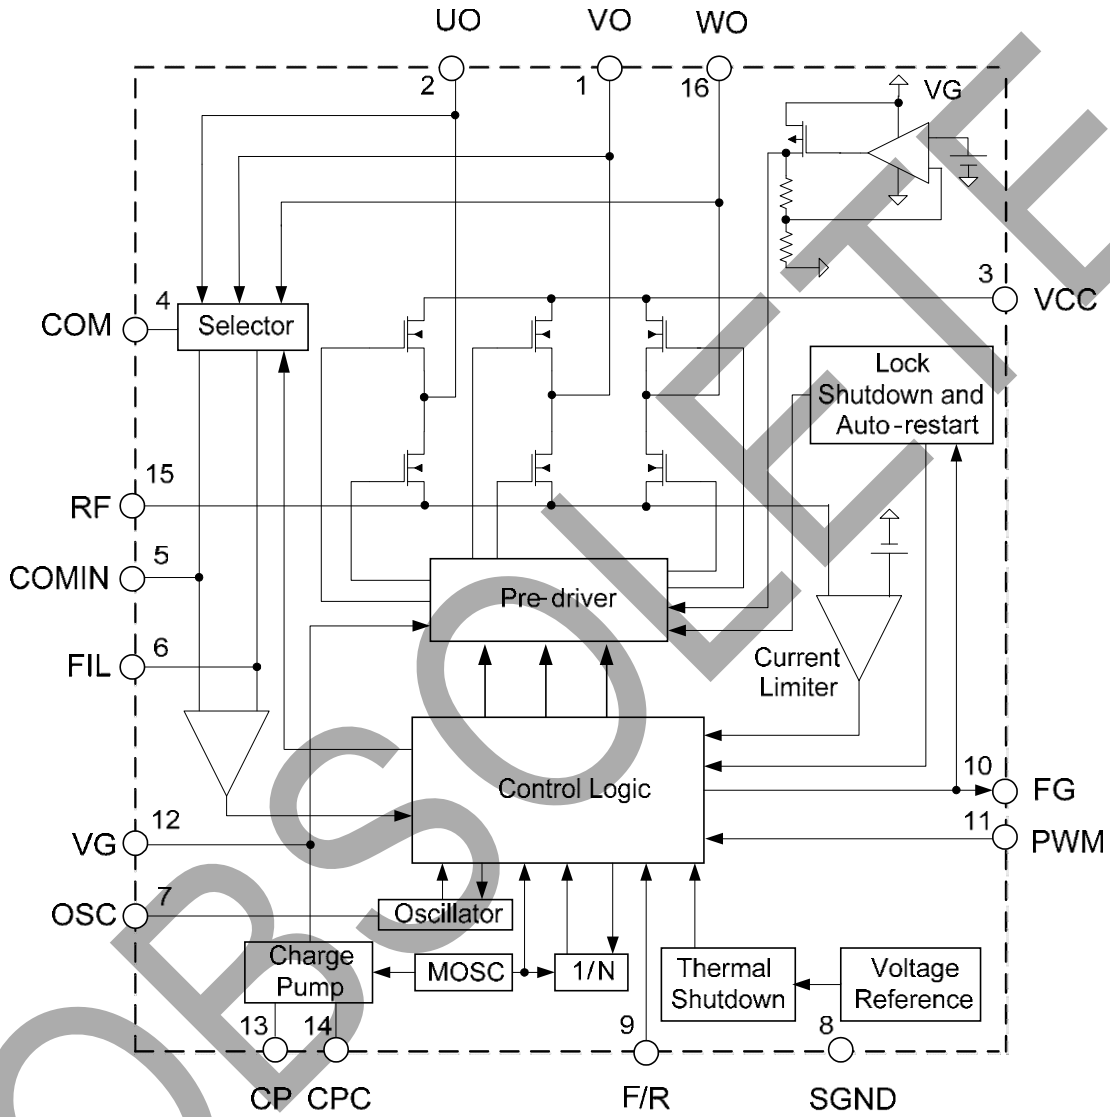 UO
VO
WO
2
1
16
VG
3
VCC
4
COM
Selector
Lock
Shutdown and
Auto-restart
15
RF
5
COMIN
Pre-driver
6
FIL
Current
Limiter
Control Logic
10
FG
12
VG
11
PWM
7
OSC
Oscillator
Charge
Pump
MOSC
1/N
Thermal
Shutdown
Voltage
Reference
13
14
9
8
CP
CPC
F/R
SGND
OBSOLETE